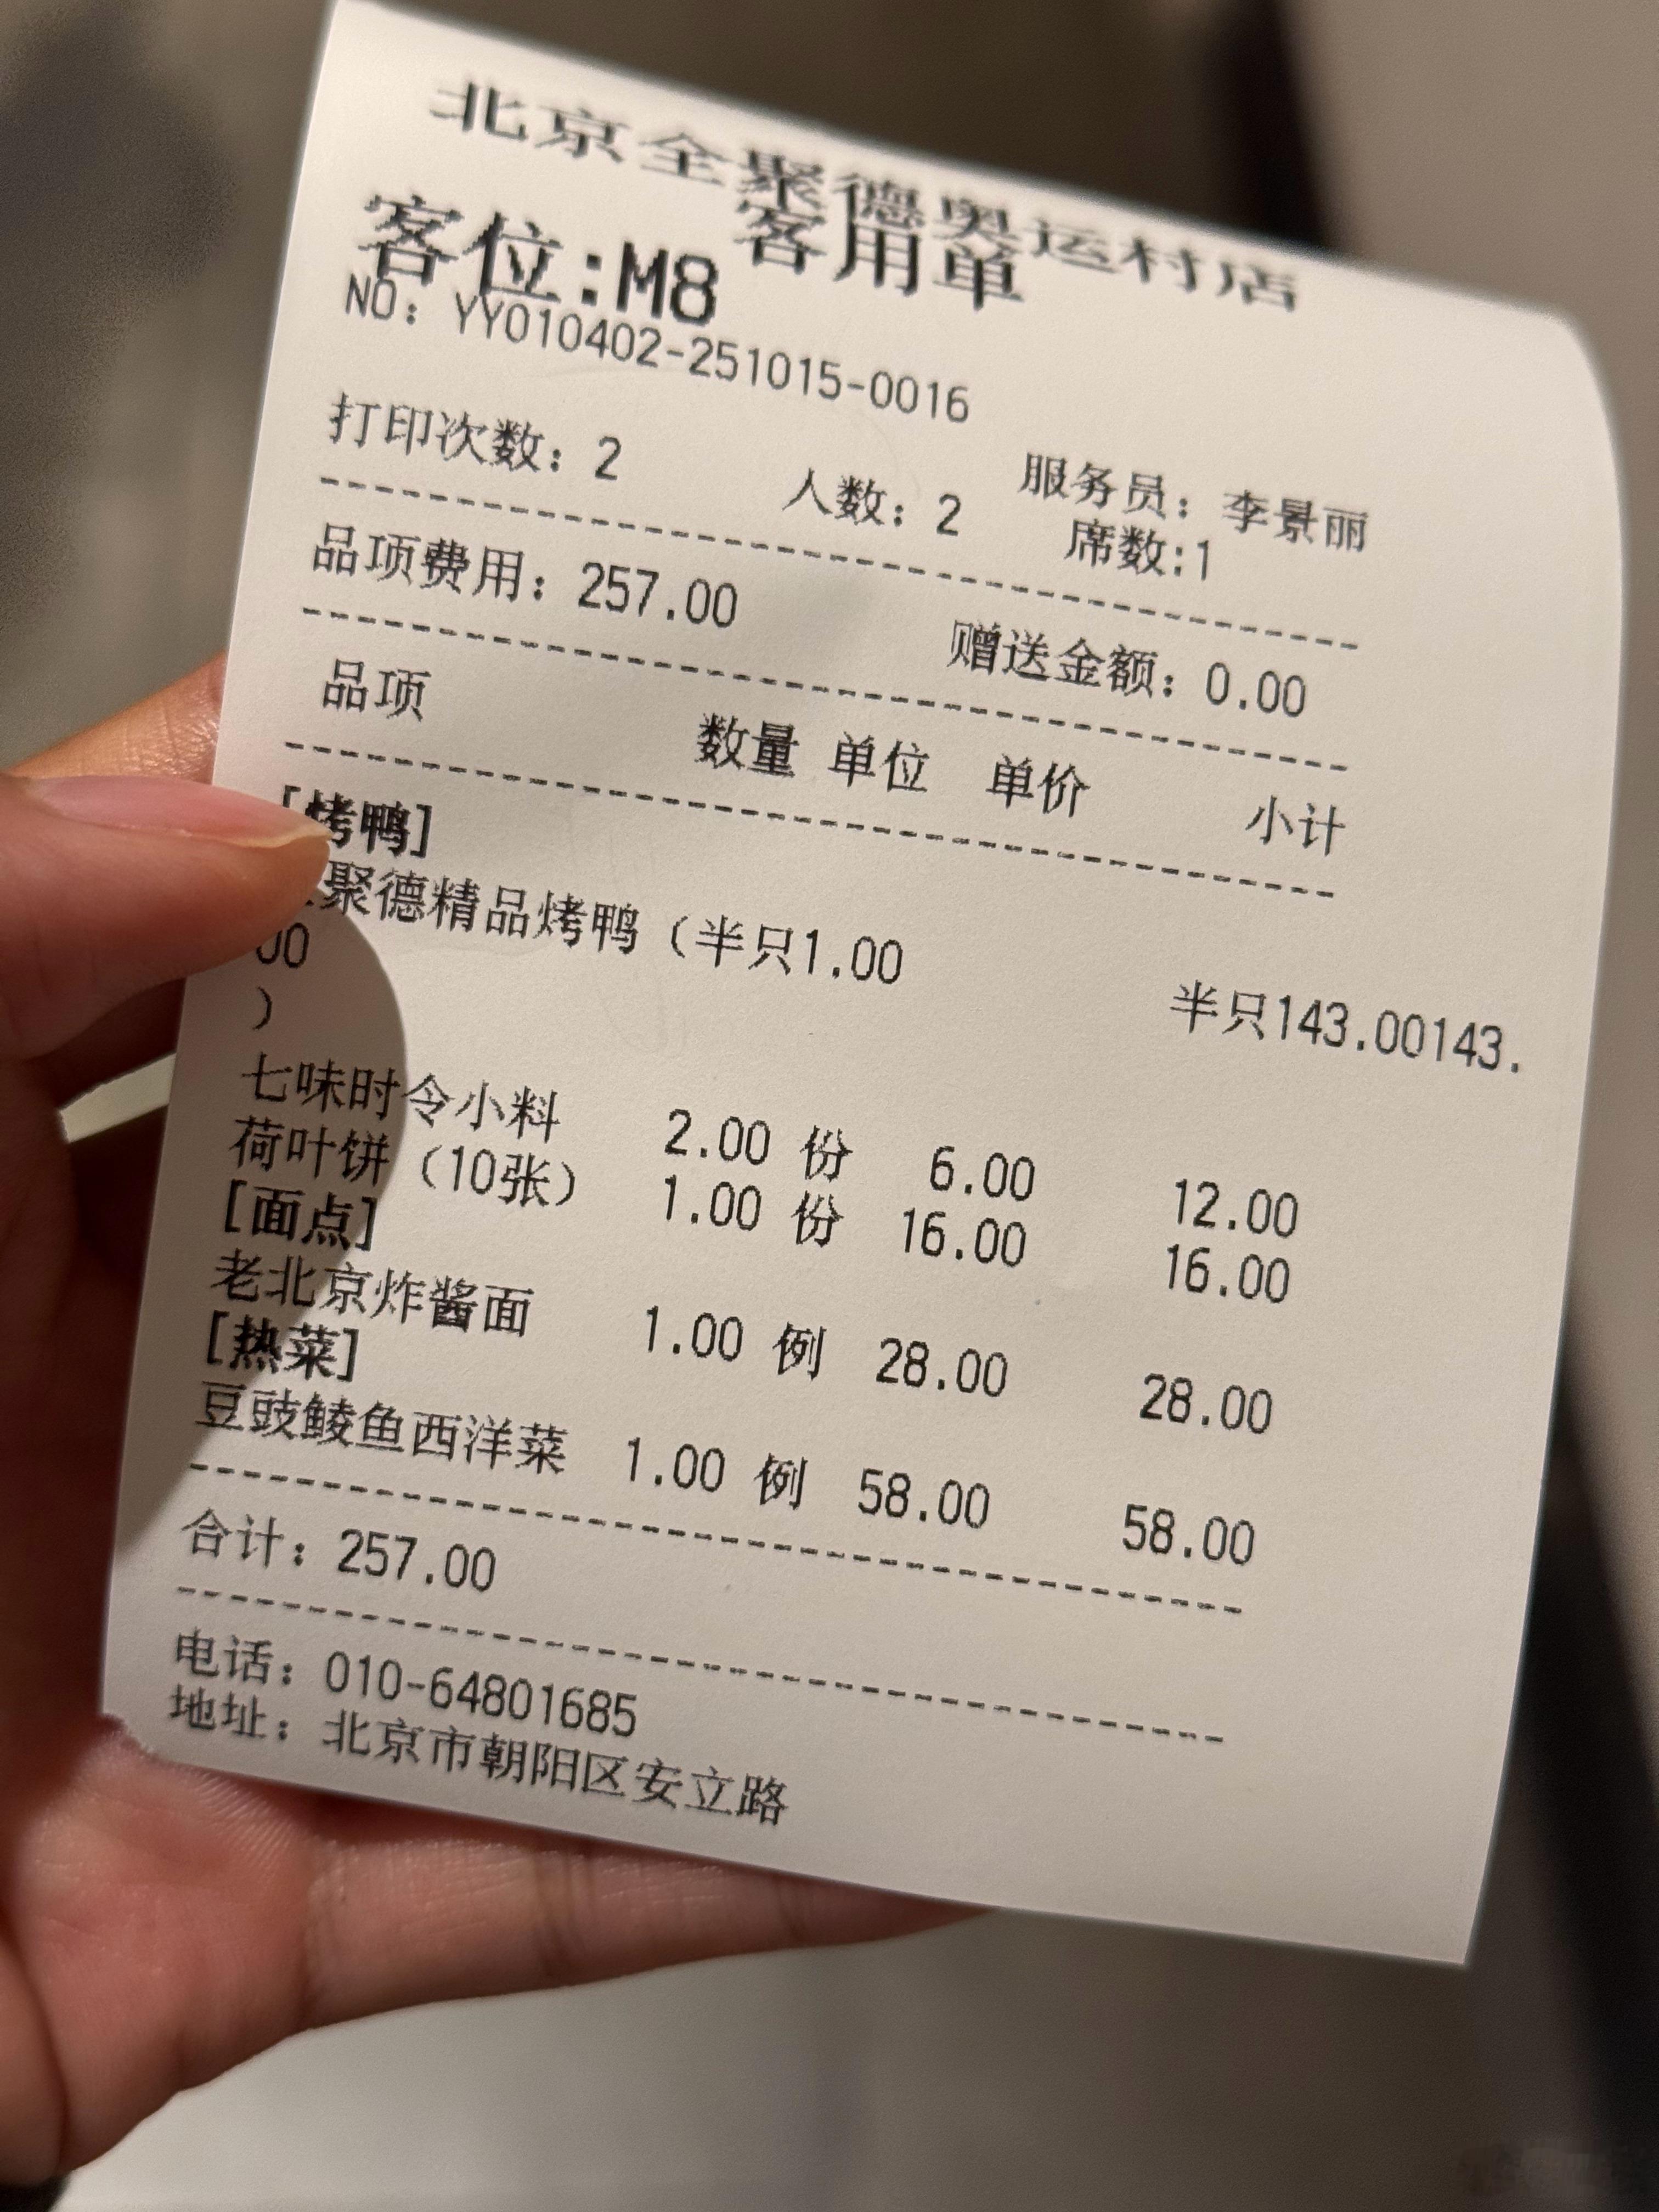 北京全聚德奥运村店
客用单
客位:M8
NO: YY010402-251015-0016
服务员: 李景丽
打印次数: 2 人数: 2 席数:1
品项费用: 257.00 赠送金额: 0.00
品项 数量 单位 单价 小计
[烤鸭]
聚德精品烤鸭（半只1.00 半只143.00143.
00
）
七味时令小料 2.00 份 6.00 12.00
荷叶饼（10张） 1.00 份 16.00 16.00
[面点]
老北京炸酱面 1.00 例 28.00 28.00
[热菜]
豆豉鲮鱼西洋菜 1.00 例 58.00 58.00
合计: 257.00
电话: 010-64801685
地址: 北京市朝阳区安立路